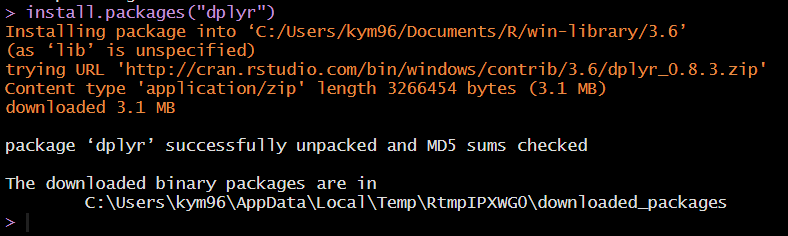 > install.packages("dplyr")
Installing package into ‘C:/Users/kym96/Documents/R/win-library/3.6’
(as ‘lib’ is unspecified)
trying URL 'http://cran.rstudio.com/bin/windows/contrib/3.6/dplyr_0.8.3.zip'
Content type 'application/zip' length 3266454 bytes (3.1 MB)
downloaded 3.1 MB
package ‘dplyr’ successfully unpacked and MD5 sums checked
The downloaded binary packages are in
C:\Users\kym96\AppData\Local\Temp\RtmpIPXWGO\downloaded_packages
>